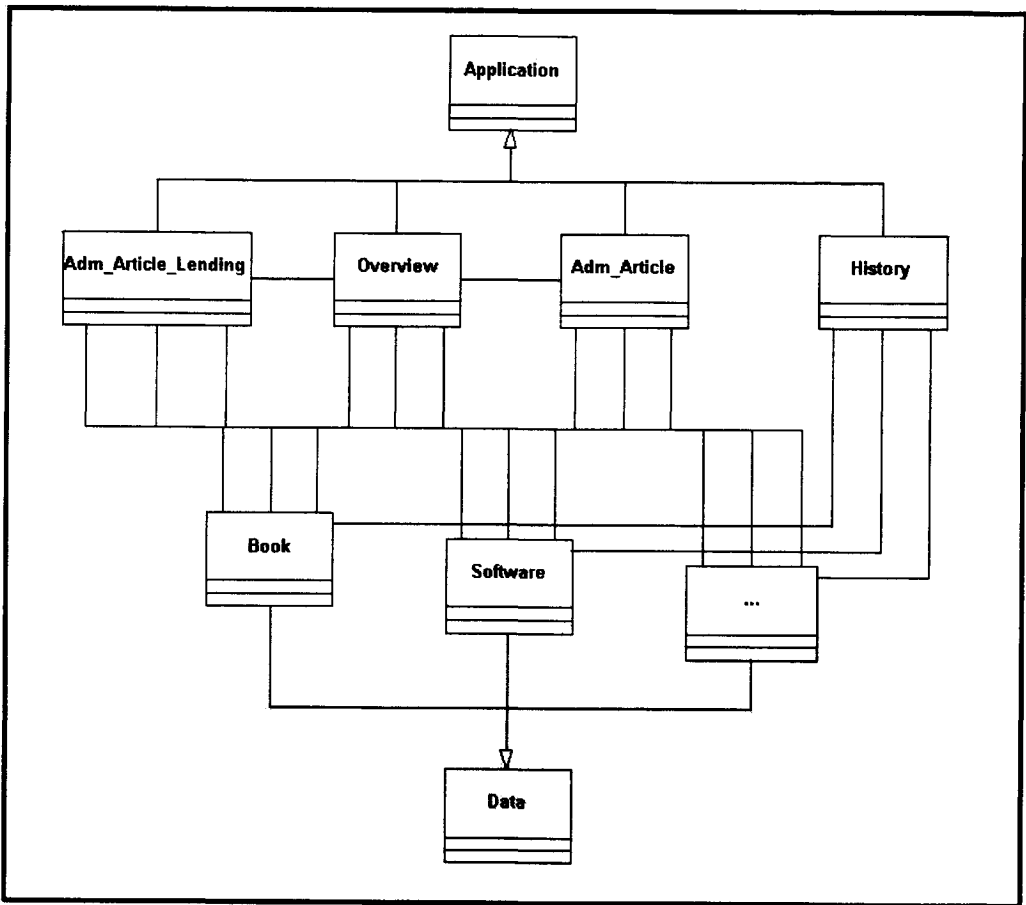 Application
Adm_Article_Lending
Overview
Adm_Article
History
Book
Software
...
Data